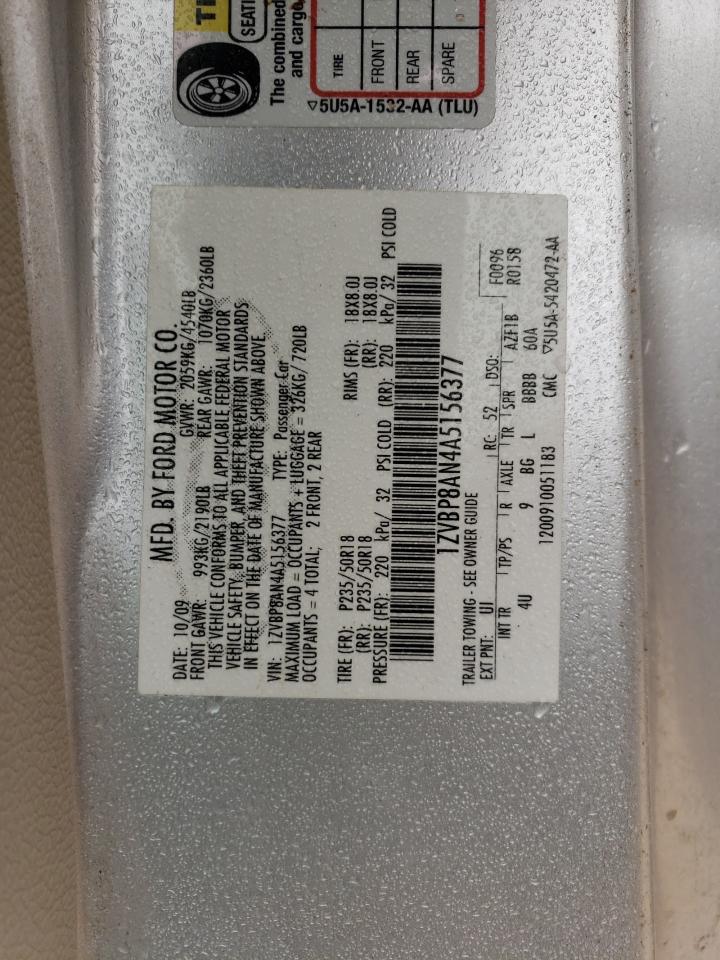 TI
SEATI
The combined
and cargo
TIRE
FRONT
REAR
SPARE
▽5U5A-1532-AA (TLU)
MFD. BY FORD MOTOR CO.
DATE: 10/09 GVWR: 2059KG/4540LB
FRONT GAWR: 993KG/2190LB REAR GAWR: 1070KG/2360LB
THIS VEHICLE CONFORMS TO ALL APPLICABLE FEDERAL MOTOR
VEHICLE SAFETY, BUMPER, AND THEFT PREVENTION STANDARDS
IN EFFECT ON THE DATE OF MANUFACTURE SHOWN ABOVE.
VIN: 1ZVBP8AN4A5156377 TYPE: Passenger Car
MAXIMUM LOAD = OCCUPANTS + LUGGAGE = 326KG/720LB
OCCUPANTS = 4 TOTAL; 2 FRONT, 2 REAR
TIRE (FR): P235/50R18 RIMS (FR): 18X8.0J
(RR): P235/50R18 (RR): 18X8.0J
PRESSURE (FR): 220 kPa/ 32 PSI COLD (RR): 220 kPa/ 32 PSI COLD
1ZVBP8AN4A5156377
TRAILER TOWING - SEE OWNER GUIDE
EXT PNT: UI RC: 52 DSO: F0096
INT TR TP/PS R AXLE TR SPR AZF1B R0158
4U 9 BG L BBBB 60A
12009100511183 CMC ▽5U5A-5420472-AA